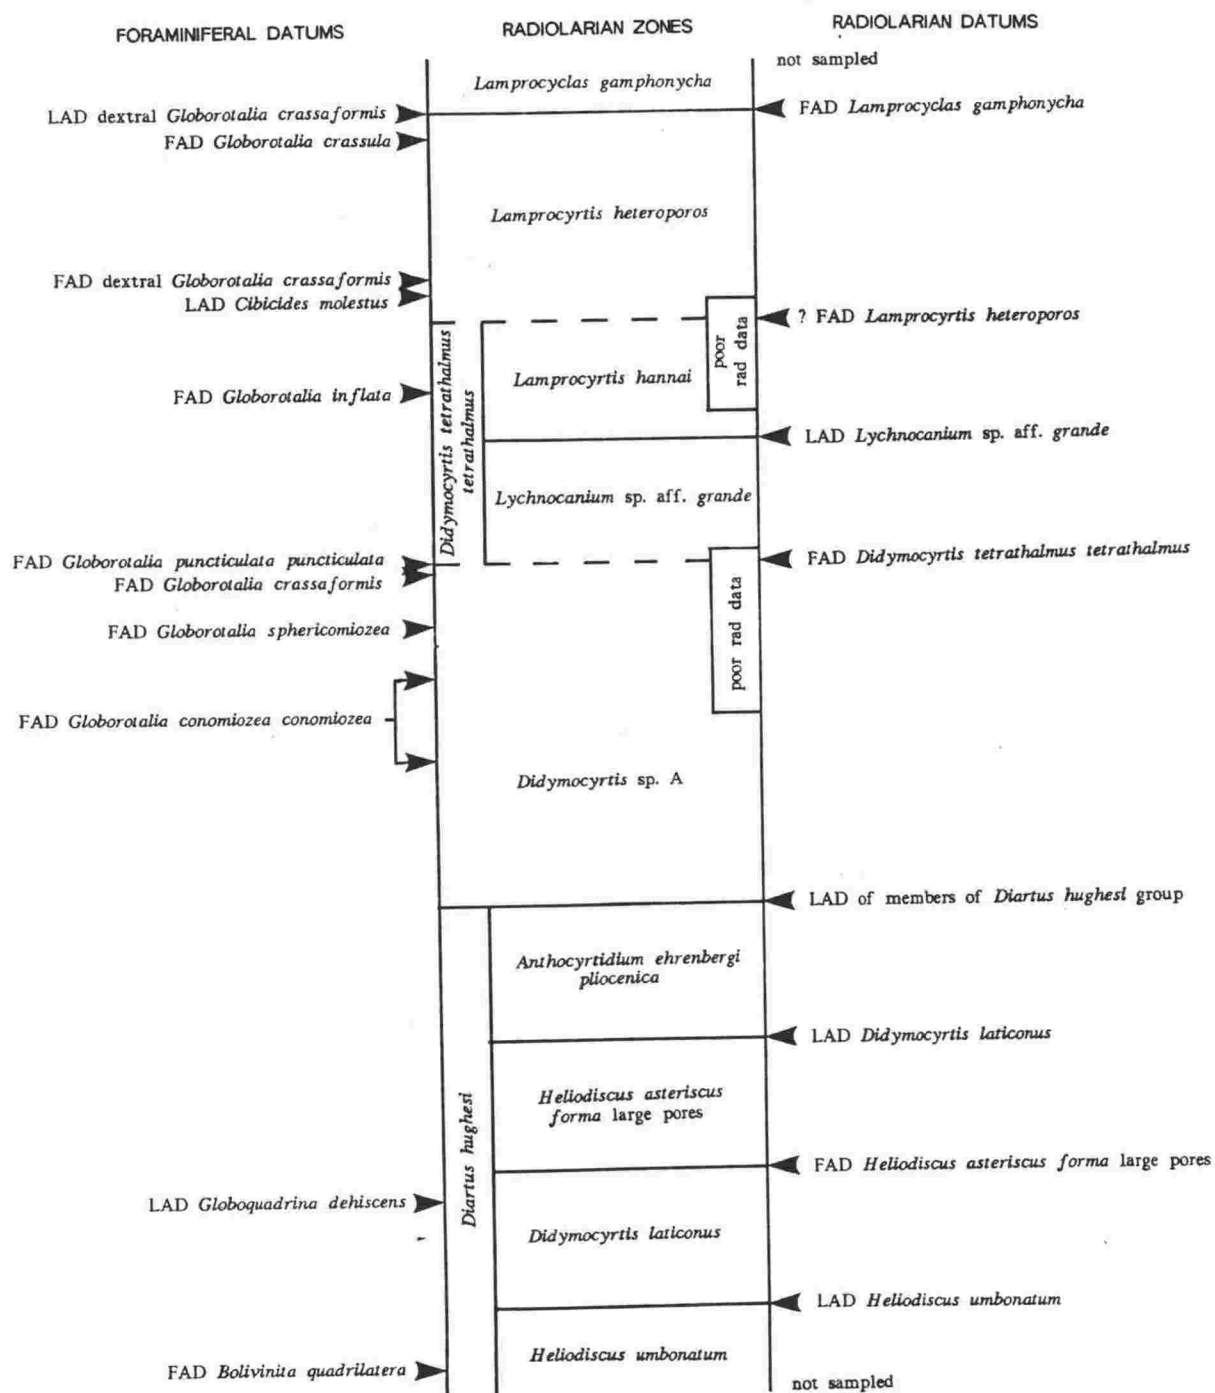 FORAMINIFERAL DATUMS
RADIOLARIAN ZONES
RADIOLARIAN DATUMS
not sampled
Lamprocyclas gamphonycha
LAD dextral Globorotalia crassaformis
FAD Lamprocyclas gamphonycha
FAD Globorotalia crassula
Lamprocyrtis heteroporos
FAD dextral Globorotalia crassaformis
LAD Cibicides molestus
? FAD Lamprocyrtis heteroporos
poor
rad data
Didymocyrtis tetrathalmus
tetrathalmus
Lamprocyrtis hannai
FAD Globorotalia inflata
LAD Lychnocanium sp. aff. grande
Lychnocanium sp. aff. grande
FAD Globorotalia puncticulata puncticulata
FAD Didymocyrtis tetrathalmus tetrathalmus
FAD Globorotalia crassaformis
poor rad data
FAD Globorotalia sphericomiozea
FAD Globorotalia conomiozea conomiozea
Didymocyrtis sp. A
LAD of members of Diartus hughesi group
Anthocyrtidium ehrenbergi
pliocenica
LAD Didymocyrtis laticonus
Heliodiscus asteriscus
forma large pores
Diartus hughesi
FAD Heliodiscus asteriscus forma large pores
LAD Globoquadrina dehiscens
Didymocyrtis laticonus
LAD Heliodiscus umbonatum
Heliodiscus umbonatum
FAD Bolivinita quadrilatera
not sampled